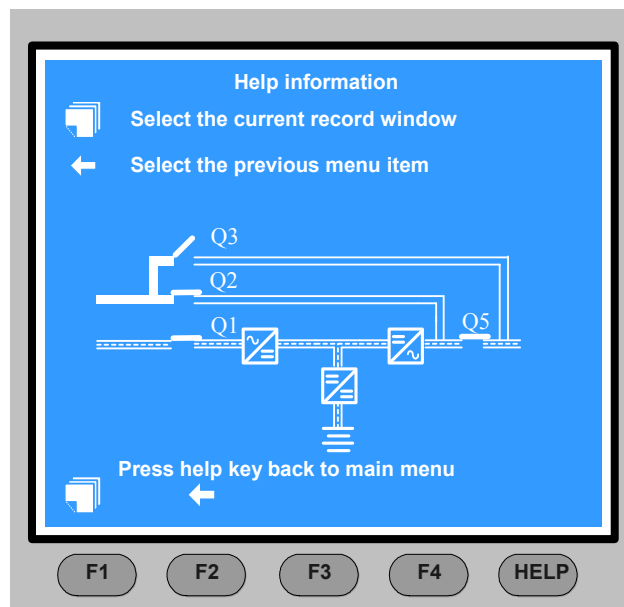 Help information
Select the current record window
Select the previous menu item
Q3
Q2
Q1
Q5
Press help key back to main menu
F1 F2 F3 F4 HELP